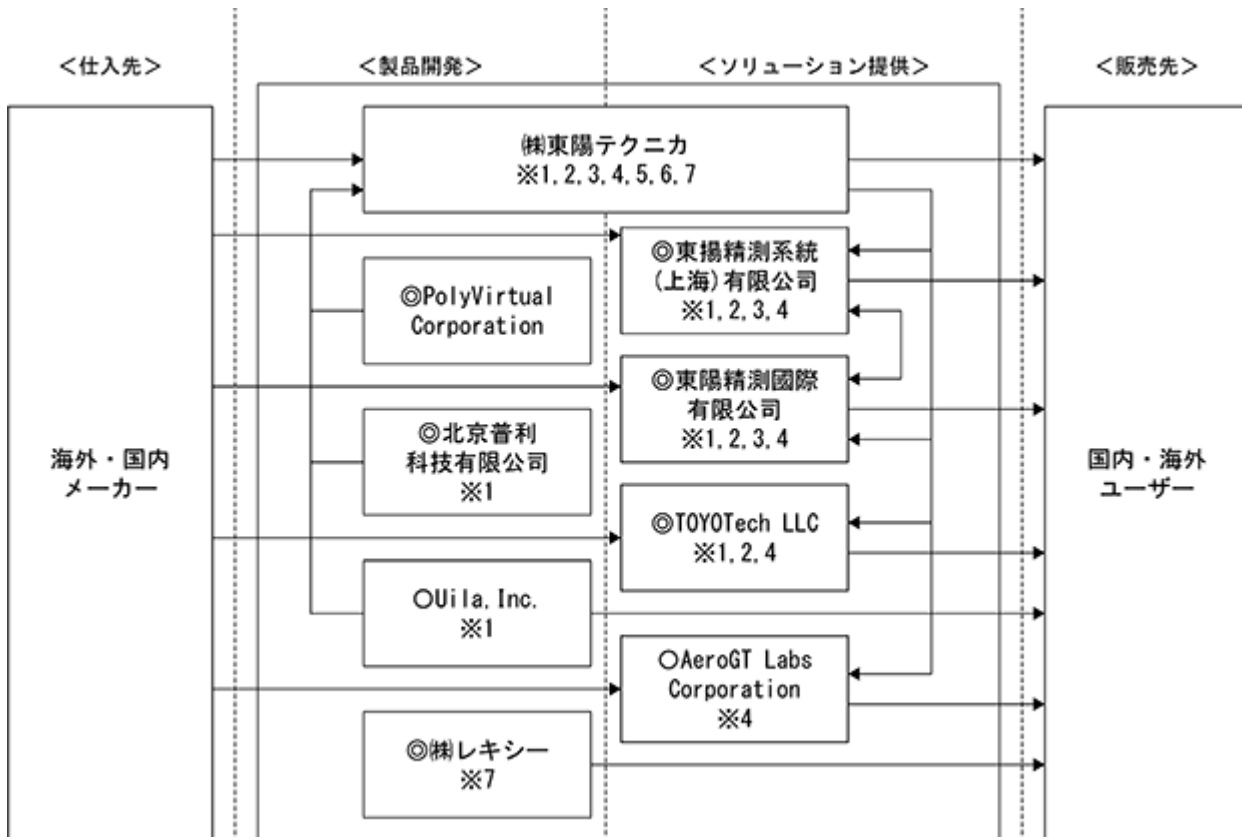 ＜仕入先＞
＜製品開発＞
＜ソリューション提供＞
＜販売先＞
㈱東陽テクニカ
※1,2,3,4,5,6,7
◎東揚精測系統
(上海)有限公司
※1,2,3,4
◎PolyVirtual
Corporation
◎東陽精測國際
有限公司
※1,2,3,4
◎北京普利
科技有限公司
※1
海外・国内
メーカー
国内・海外
ユーザー
◎TOYOTech LLC
※1,2,4
○Uila,Inc.
※1
○AeroGT Labs
Corporation
※4
◎㈱レキシー
※7